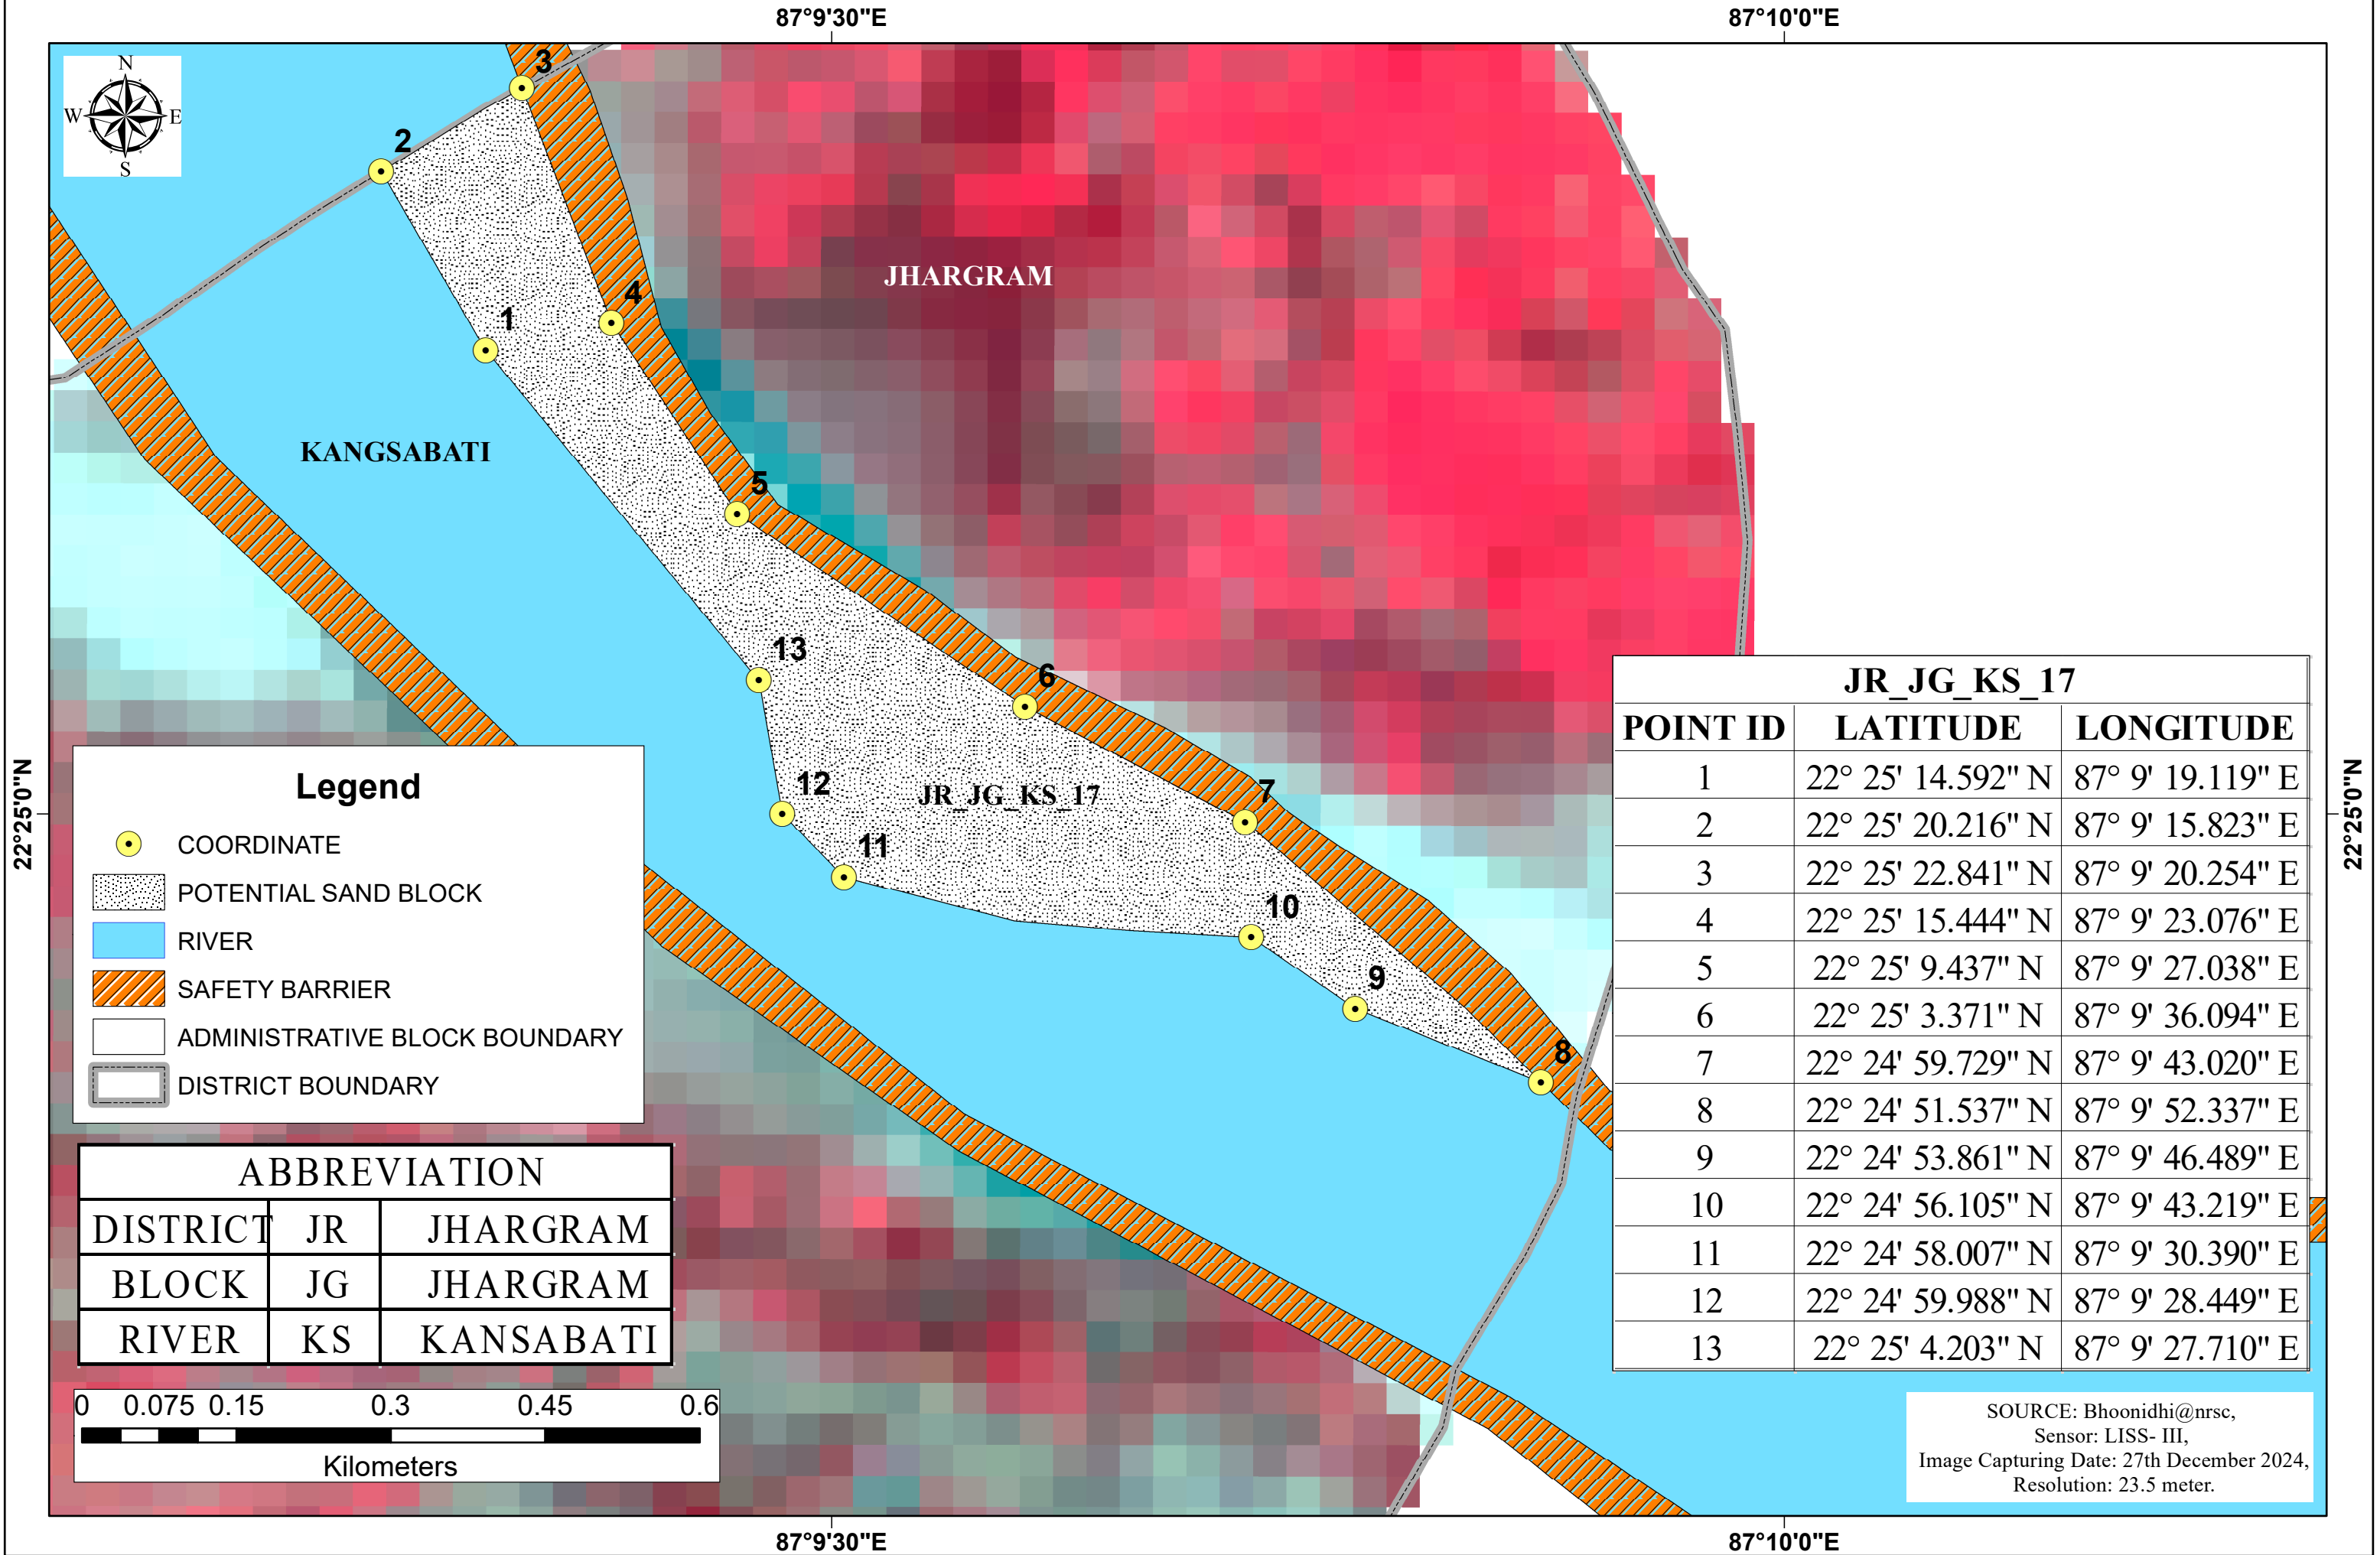 87°9'30"E
87°10'0"E
N
W
E
S
3
2
4
1
JHARGRAM
KANGSABATI
5
13
6
12
JR_JG_KS_17
7
11
10
9
8
22°25'0"N
22°25'0"N
Legend
COORDINATE
POTENTIAL SAND BLOCK
RIVER
SAFETY BARRIER
ADMINISTRATIVE BLOCK BOUNDARY
DISTRICT BOUNDARY
ABBREVIATION
DISTRICT JR JHARGRAM
BLOCK JG JHARGRAM
RIVER KS KANSABATI
0 0.075 0.15 0.3 0.45 0.6
Kilometers
JR_JG_KS_17
POINT ID LATITUDE LONGITUDE
1 22° 25' 14.592" N 87° 9' 19.119" E
2 22° 25' 20.216" N 87° 9' 15.823" E
3 22° 25' 22.841" N 87° 9' 20.254" E
4 22° 25' 15.444" N 87° 9' 23.076" E
5 22° 25' 9.437" N 87° 9' 27.038" E
6 22° 25' 3.371" N 87° 9' 36.094" E
7 22° 24' 59.729" N 87° 9' 43.020" E
8 22° 24' 51.537" N 87° 9' 52.337" E
9 22° 24' 53.861" N 87° 9' 46.489" E
10 22° 24' 56.105" N 87° 9' 43.219" E
11 22° 24' 58.007" N 87° 9' 30.390" E
12 22° 24' 59.988" N 87° 9' 28.449" E
13 22° 25' 4.203" N 87° 9' 27.710" E
SOURCE: Bhoonidhi@nrsc,
Sensor: LISS- III,
Image Capturing Date: 27th December 2024,
Resolution: 23.5 meter.
87°9'30"E
87°10'0"E